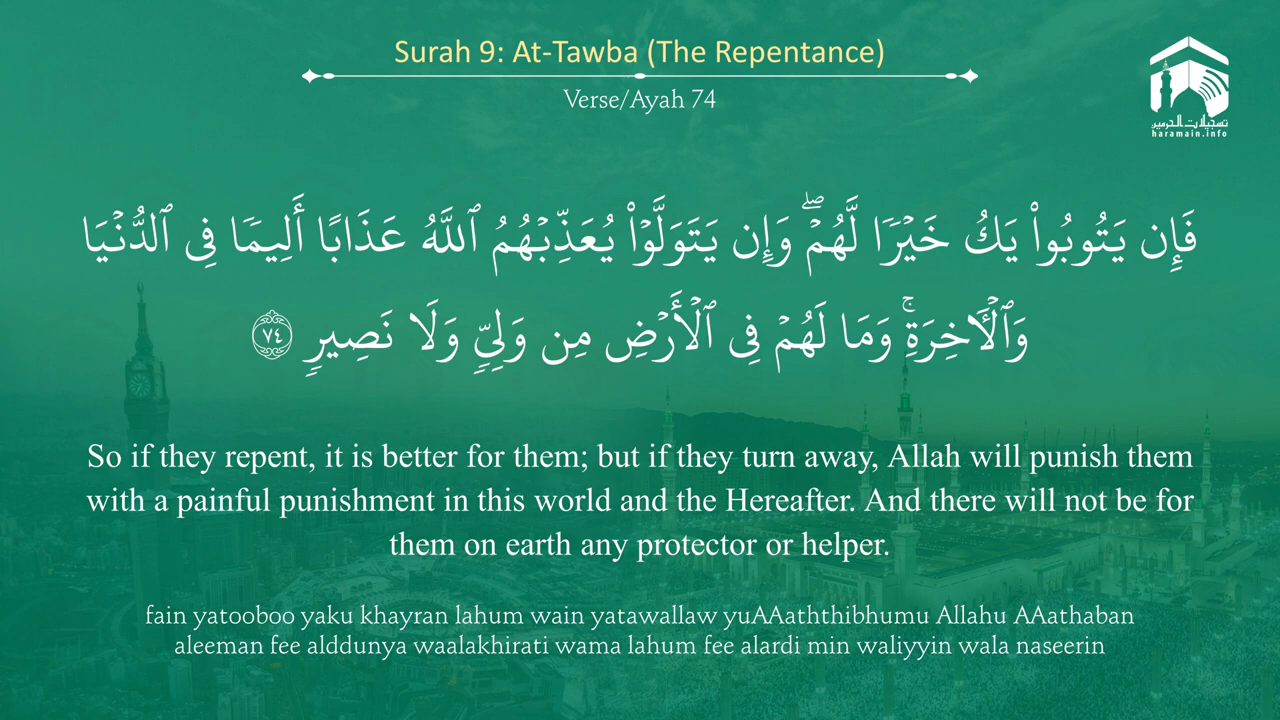 Surah 9: At-Tawba (The Repentance)
Verse/Ayah 74
تسجيلات الحرمين
haramain.info
فَإِن يَتُوبُوا۟ يَكُ خَيْرًۭا لَّهُمْ ۖ وَإِن يَتَوَلَّوْا۟ يُعَذِّبْهُمُ ٱللَّهُ عَذَابًا أَلِيمًۭا فِى ٱلدُّنْيَا
وَٱلْـَٔاخِرَةِ ۚ وَمَا لَهُمْ فِى ٱلْأَرْضِ مِن وَلِىٍّۢ وَلَا نَصِيرٍۢ ٧٤
So if they repent, it is better for them; but if they turn away, Allah will punish them
with a painful punishment in this world and the Hereafter. And there will not be for
them on earth any protector or helper.
fain yatooboo yaku khayran lahum wain yatawallaw yuAAaththibhumu Allahu AAathaban
aleeman fee alddunya waalakhirati wama lahum fee alardi min waliyyin wala naseerin